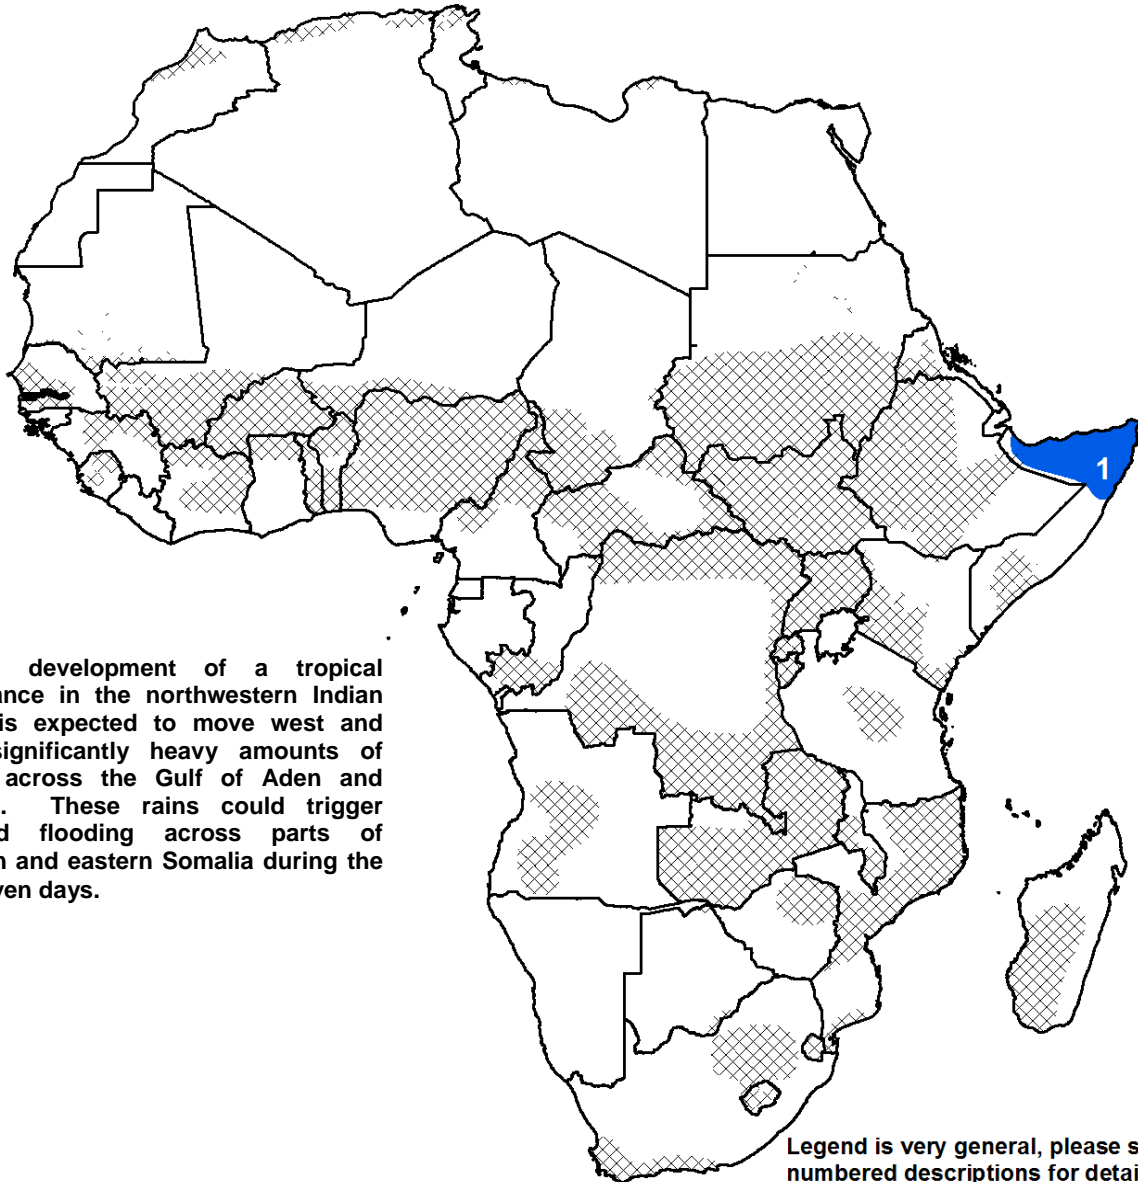 development of a tropical
ance in the northwestern Indian
is expected to move west and
significantly heavy amounts of
across the Gulf of Aden and
. These rains could trigger
d flooding across parts of
n and eastern Somalia during the
ven days.
1
Legend is very general, please s
numbered descriptions for detai